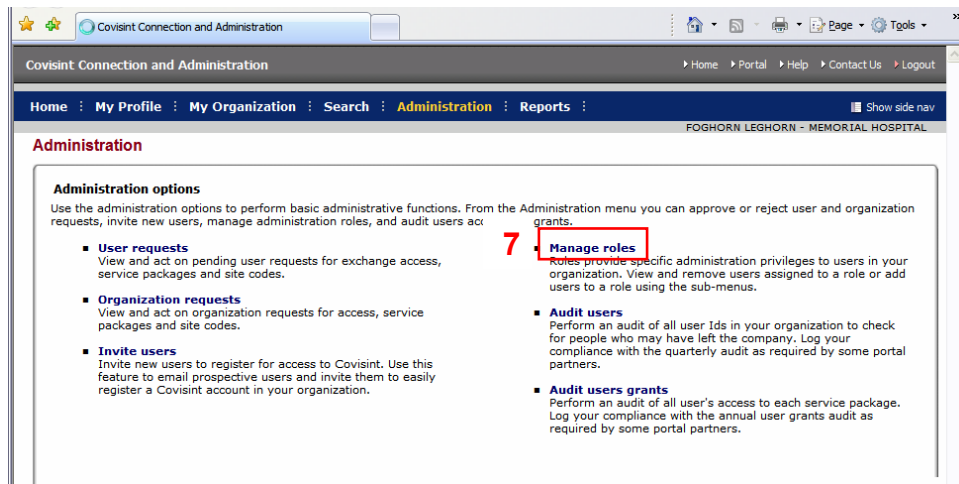 Covisint Connection and Administration
Page
Tools
»
Covisint Connection and Administration
Home Portal Help Contact Us Logout
Home My Profile My Organization Search Administration Reports
Show side nav
FOGHORN LEGHORN - MEMORIAL HOSPITAL
Administration
Administration options
Use the administration options to perform basic administrative functions. From the Administration menu you can approve or reject user and organization
requests, invite new users, manage administration roles, and audit users acc grants.
User requests
View and act on pending user requests for exchange access,
service packages and site codes.
Organization requests
View and act on organization requests for access, service
packages and site codes.
Invite users
Invite new users to register for access to Covisint. Use this
feature to email prospective users and invite them to easily
register a Covisint account in your organization.
7
Manage roles
Roles provide specific administration privileges to users in your
organization. View and remove users assigned to a role or add
users to a role using the sub-menus.
Audit users
Perform an audit of all user Ids in your organization to check
for people who may have left the company. Log your
compliance with the quarterly audit as required by some portal
partners.
Audit users grants
Perform an audit of all user's access to each service package.
Log your compliance with the annual user grants audit as
required by some portal partners.